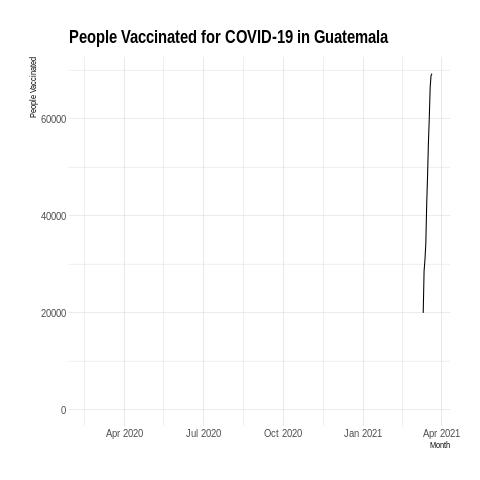 People Vaccinated for COVID-19 in Guatemala
People Vaccinated
60000
40000
20000
0
Apr 2020 Jul 2020 Oct 2020 Jan 2021 Apr 2021
Month